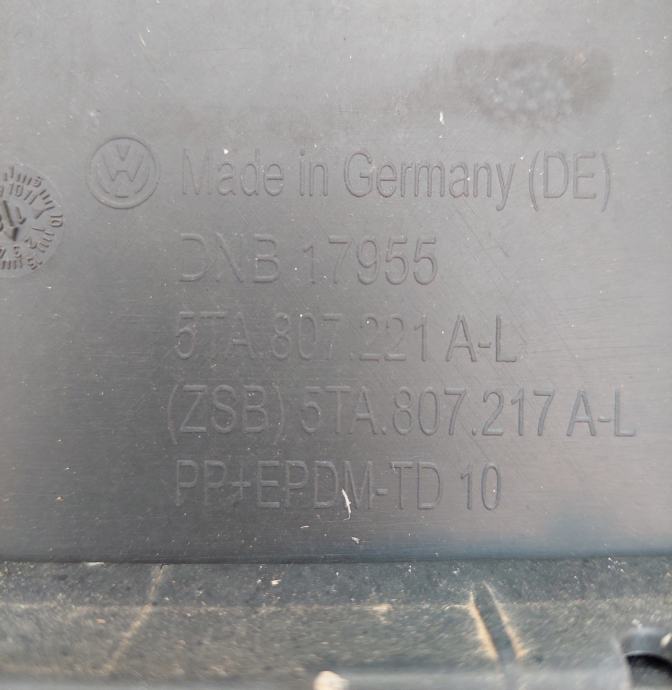 Made in Germany (DE)
DNB 17955
5TA.807.221 A-L
(ZSB) 5TA.807.217 A-L
PP+EPDM-TD 10